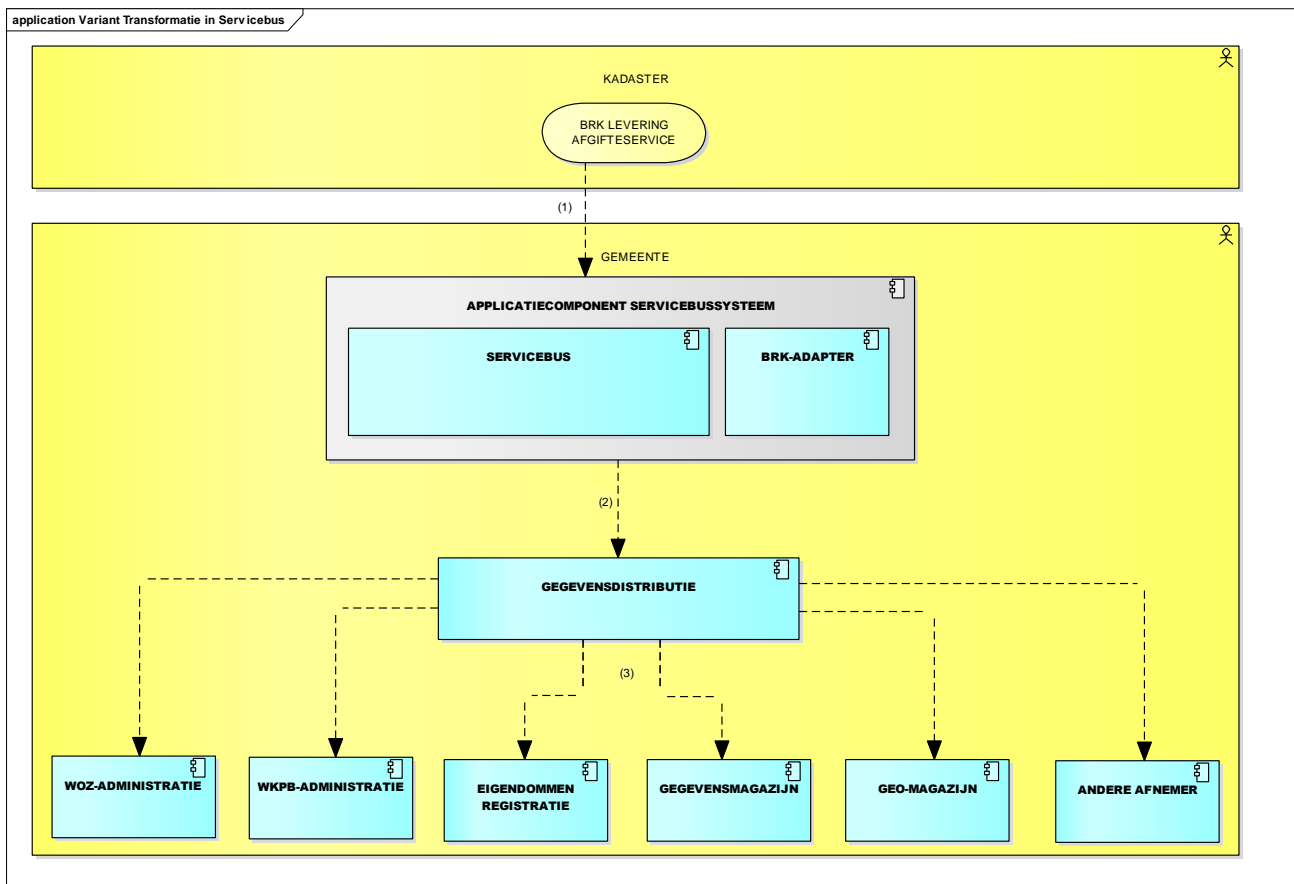 application Variant Transformatie in Servicebus
KADASTER
BRK LEVERING
AFGIFTESERVICE
(1)
GEMEENTE
APPLICATIECOMPONENT SERVICEBUSSYSTEEM
SERVICEBUS
BRK-ADAPTER
(2)
GEGEVENSDISTRIBUTIE
(3)
WOZ-ADMINISTRATIE
WKPB-ADMINISTRATIE
EIGENDOMMEN
REGISTRATIE
GEGEVENSMAGAZIJN
GEO-MAGAZIJN
ANDERE AFNEMER